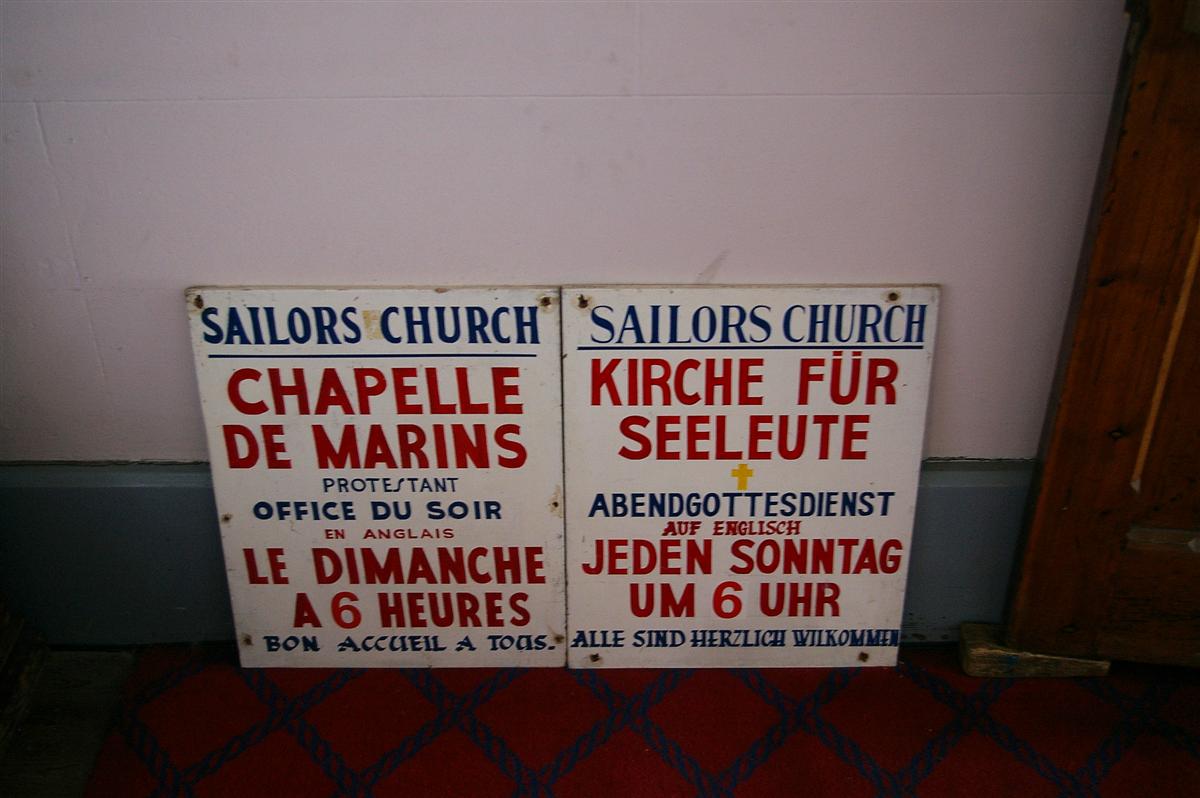 SAILORS CHURCH
CHAPELLE
DE MARINS
PROTESTANT
OFFICE DU SOIR
EN ANGLAIS
LE DIMANCHE
A 6 HEURES
BON ACCUEIL A TOUS.
SAILORS CHURCH
KIRCHE FÜR
SEELEUTE
ABENDGOTTESDIENST
AUF ENGLISCH
JEDEN SONNTAG
UM 6 UHR
ALLE SIND HERZLICH WILKOMMEN